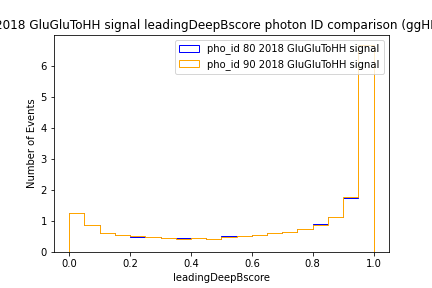 2018 GluGluToHH signal leadingDeepBscore photon ID comparison (ggHH
pho_id 80 2018 GluGluToHH signal
pho_id 90 2018 GluGluToHH signal
Number of Events
6
5
4
3
2
1
0
0.0 0.2 0.4 0.6 0.8 1.0
leadingDeepBscore